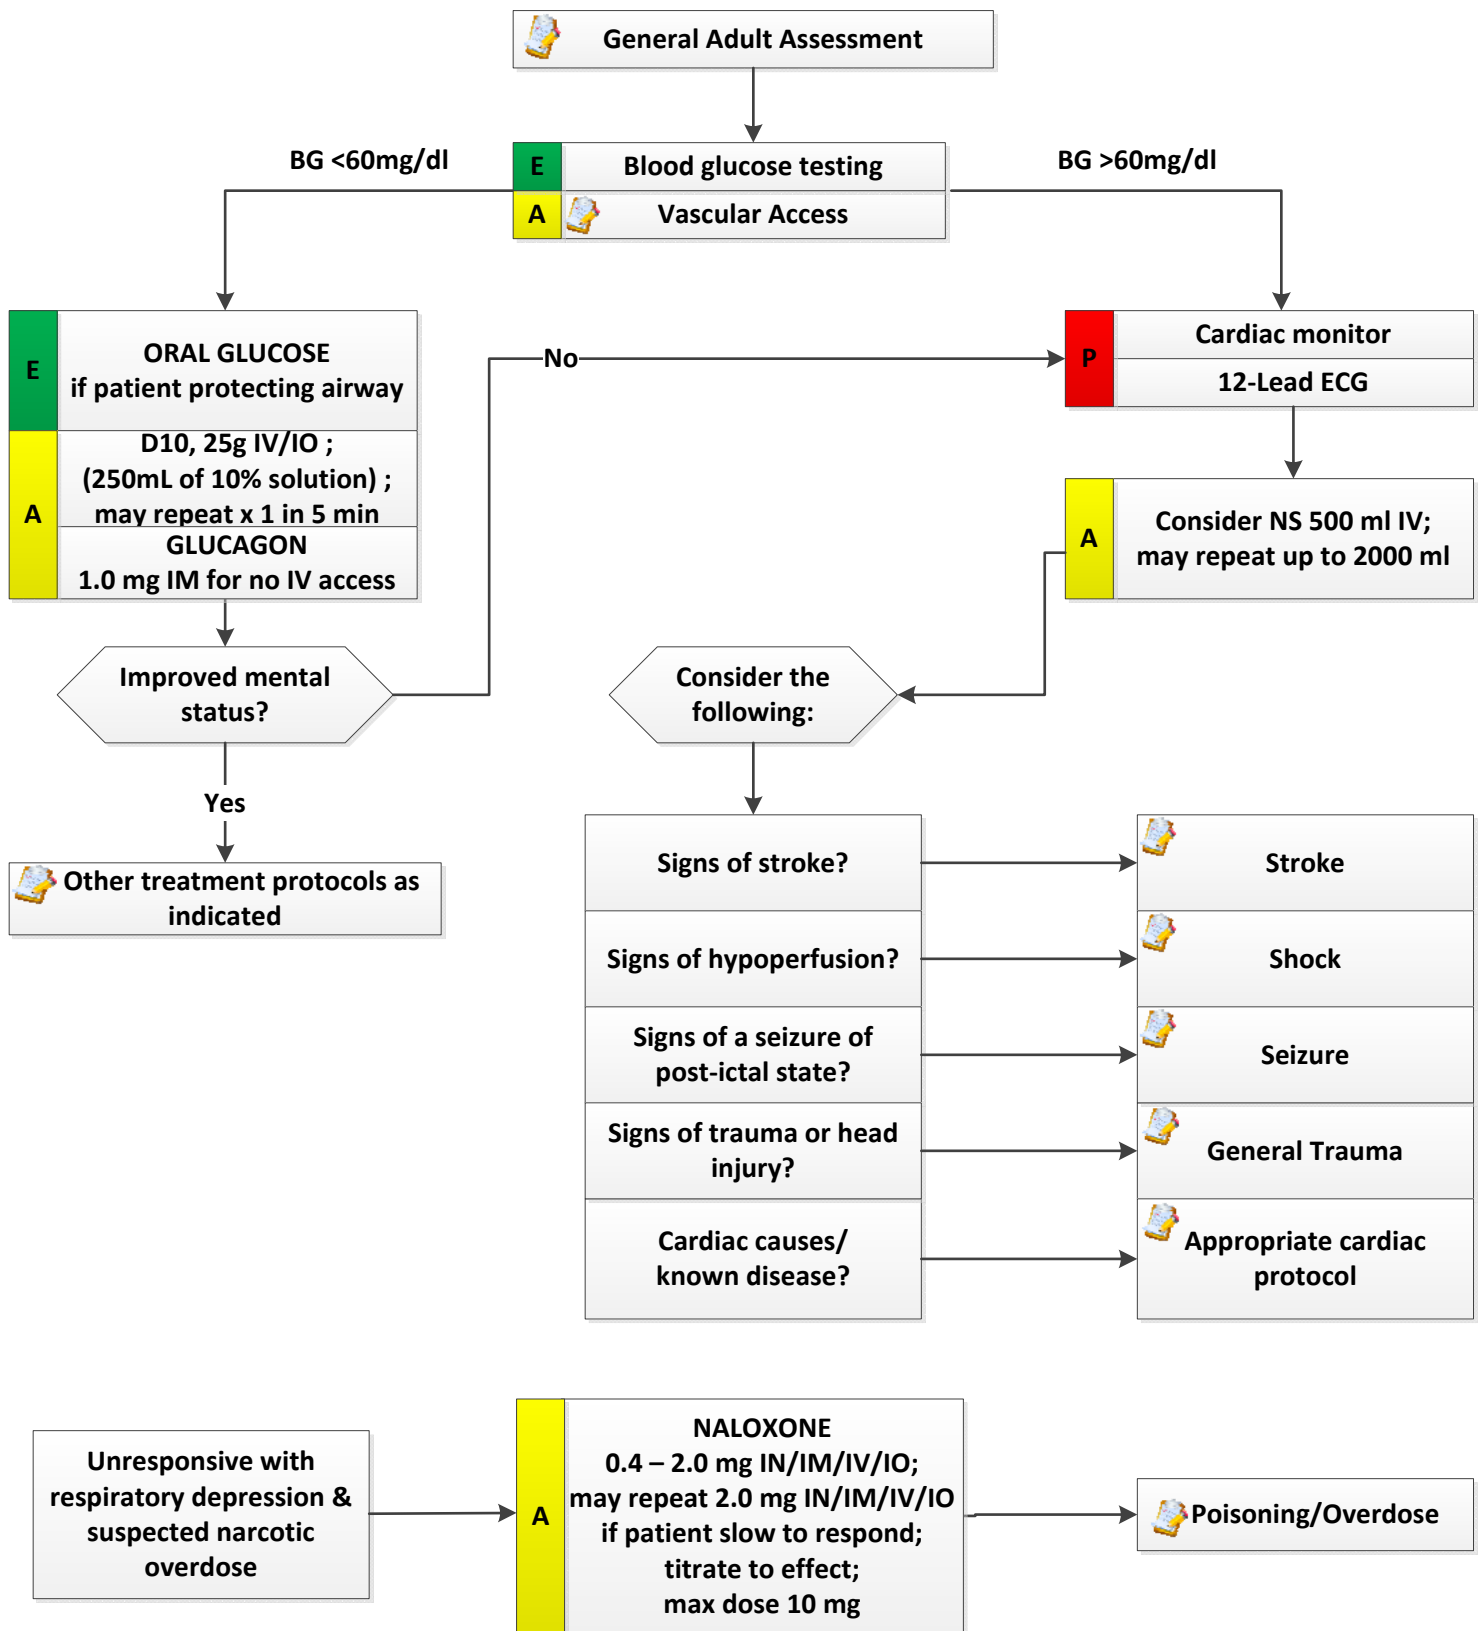 General Adult Assessment
BG <60mg/dl
E
Blood glucose testing
BG >60mg/dl
A
Vascular Access
E
ORAL GLUCOSE
if patient protecting airway
A
D10, 25g IV/IO ;
(250mL of 10% solution) ;
may repeat x 1 in 5 min
GLUCAGON
1.0 mg IM for no IV access
No
P
Cardiac monitor
12-Lead ECG
A
Consider NS 500 ml IV;
may repeat up to 2000 ml
Improved mental
status?
Consider the
following:
Yes
Other treatment protocols as
indicated
Signs of stroke?
Stroke
Signs of hypoperfusion?
Shock
Signs of a seizure of
post-ictal state?
Seizure
Signs of trauma or head
injury?
General Trauma
Cardiac causes/
known disease?
Appropriate cardiac
protocol
Unresponsive with
respiratory depression &
suspected narcotic
overdose
A
NALOXONE
0.4 – 2.0 mg IN/IM/IV/IO;
may repeat 2.0 mg IN/IM/IV/IO
if patient slow to respond;
titrate to effect;
max dose 10 mg
Poisoning/Overdose